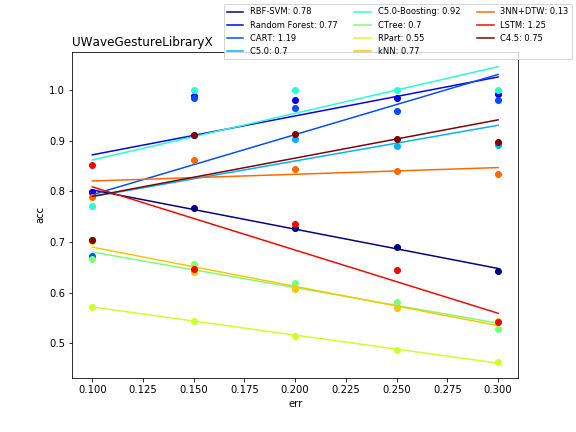 RBF-SVM: 0.78
Random Forest: 0.77
CART: 1.19
C5.0: 0.7
C5.0-Boosting: 0.92
CTree: 0.7
RPart: 0.55
kNN: 0.77
3NN+DTW: 0.13
LSTM: 1.25
C4.5: 0.75
UWaveGestureLibraryX
acc
1.0
0.9
0.8
0.7
0.6
0.5
0.100 0.125 0.150 0.175 0.200 0.225 0.250 0.275 0.300
err